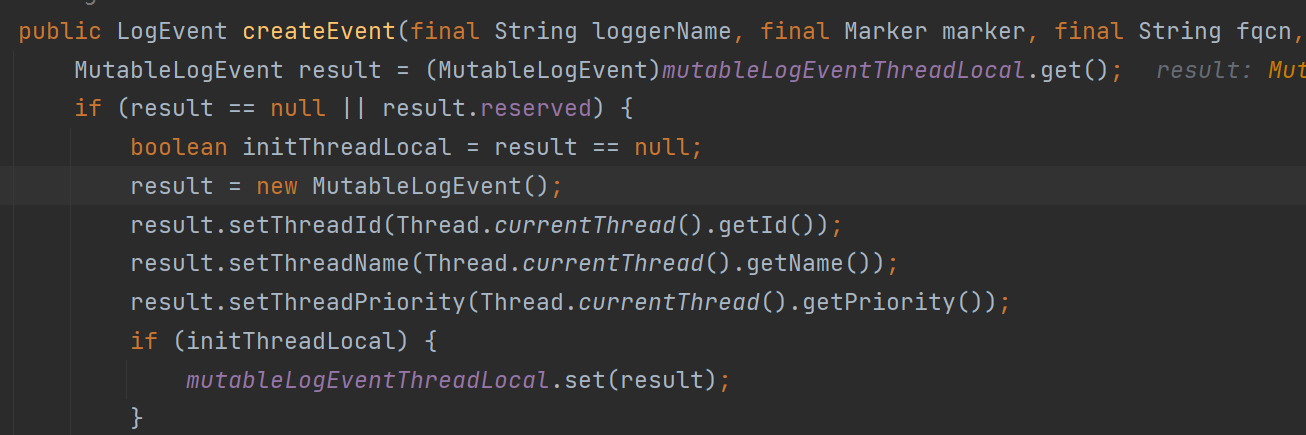 public LogEvent createEvent(final String loggerName, final Marker marker, final String fqcn,
MutableLogEvent result = (MutableLogEvent)mutableLogEventThreadLocal.get(); result: Mut
if (result == null || result.reserved) {
boolean initThreadLocal = result == null;
result = new MutableLogEvent();
result.setThreadId(Thread.currentThread().getId());
result.setThreadName(Thread.currentThread().getName());
result.setThreadPriority(Thread.currentThread().getPriority());
if (initThreadLocal) {
mutableLogEventThreadLocal.set(result);
}